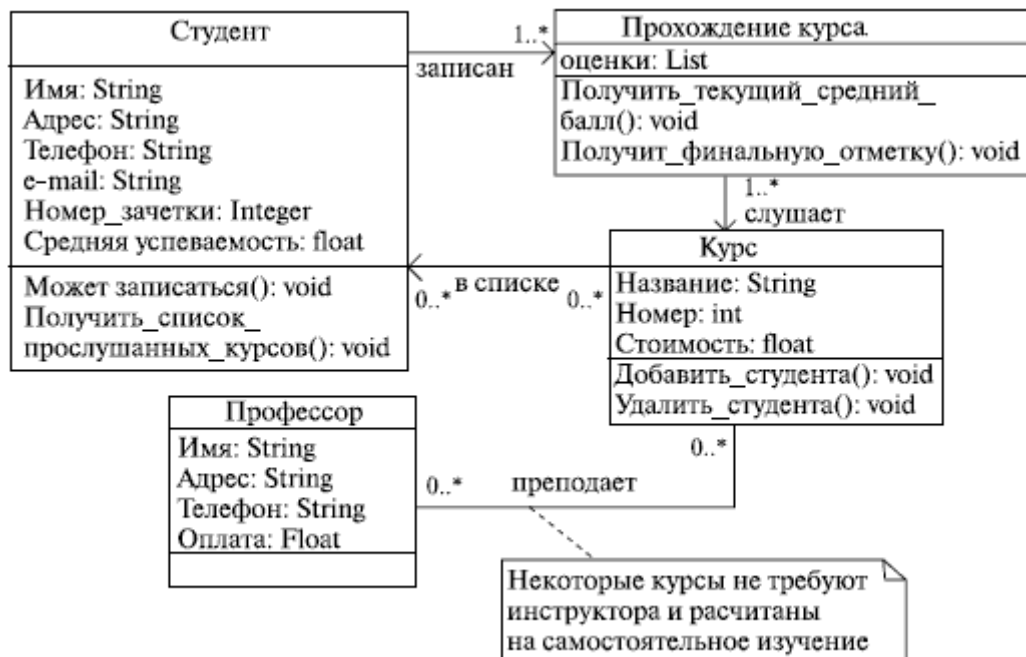 Студент
Имя: String
Адрес: String
Телефон: String
e-mail: String
Номер_зачетки: Integer
Средняя успеваемость: float
Может записаться(): void
Получить_список_
прослушанных_курсов(): void
1..*
записан
Прохождение курса
оценки: List
Получить_текущий_средний_
балл(): void
Получит_финальную_отметку(): void
1..*
слушает
Курс
Название: String
Номер: int
Стоимость: float
Добавить_студента(): void
Удалить_студента(): void
0..*
в списке
0..*
Профессор
Имя: String
Адрес: String
Телефон: String
Оплата: Float
0..*
преподает
0..*
Некоторые курсы не требуют
инструктора и расчитаны
на самостоятельное изучение